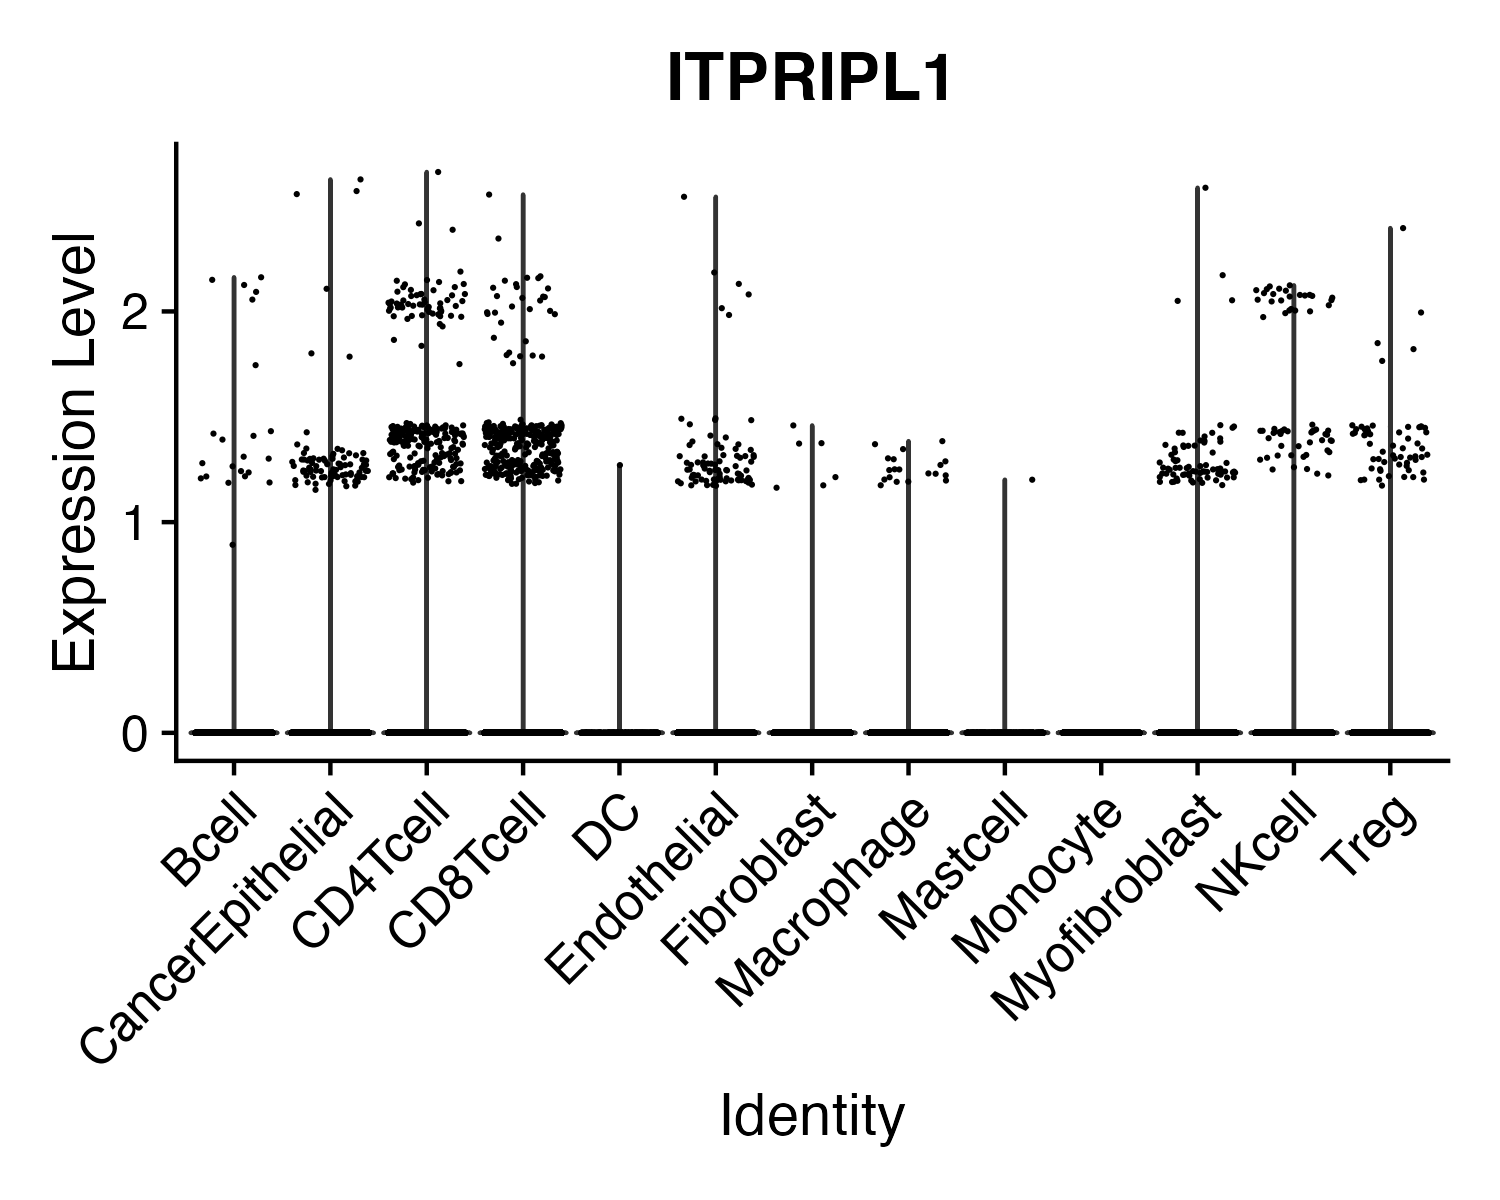 ITPRIPL1
Expression Level
2
1
0
Bcell
CancerEpithelial
CD4Tcell
CD8Tcell
DC
Endothelial
Fibroblast
Macrophage
Mastcell
Monocyte
Myofibroblast
NKcell
Treg
Identity